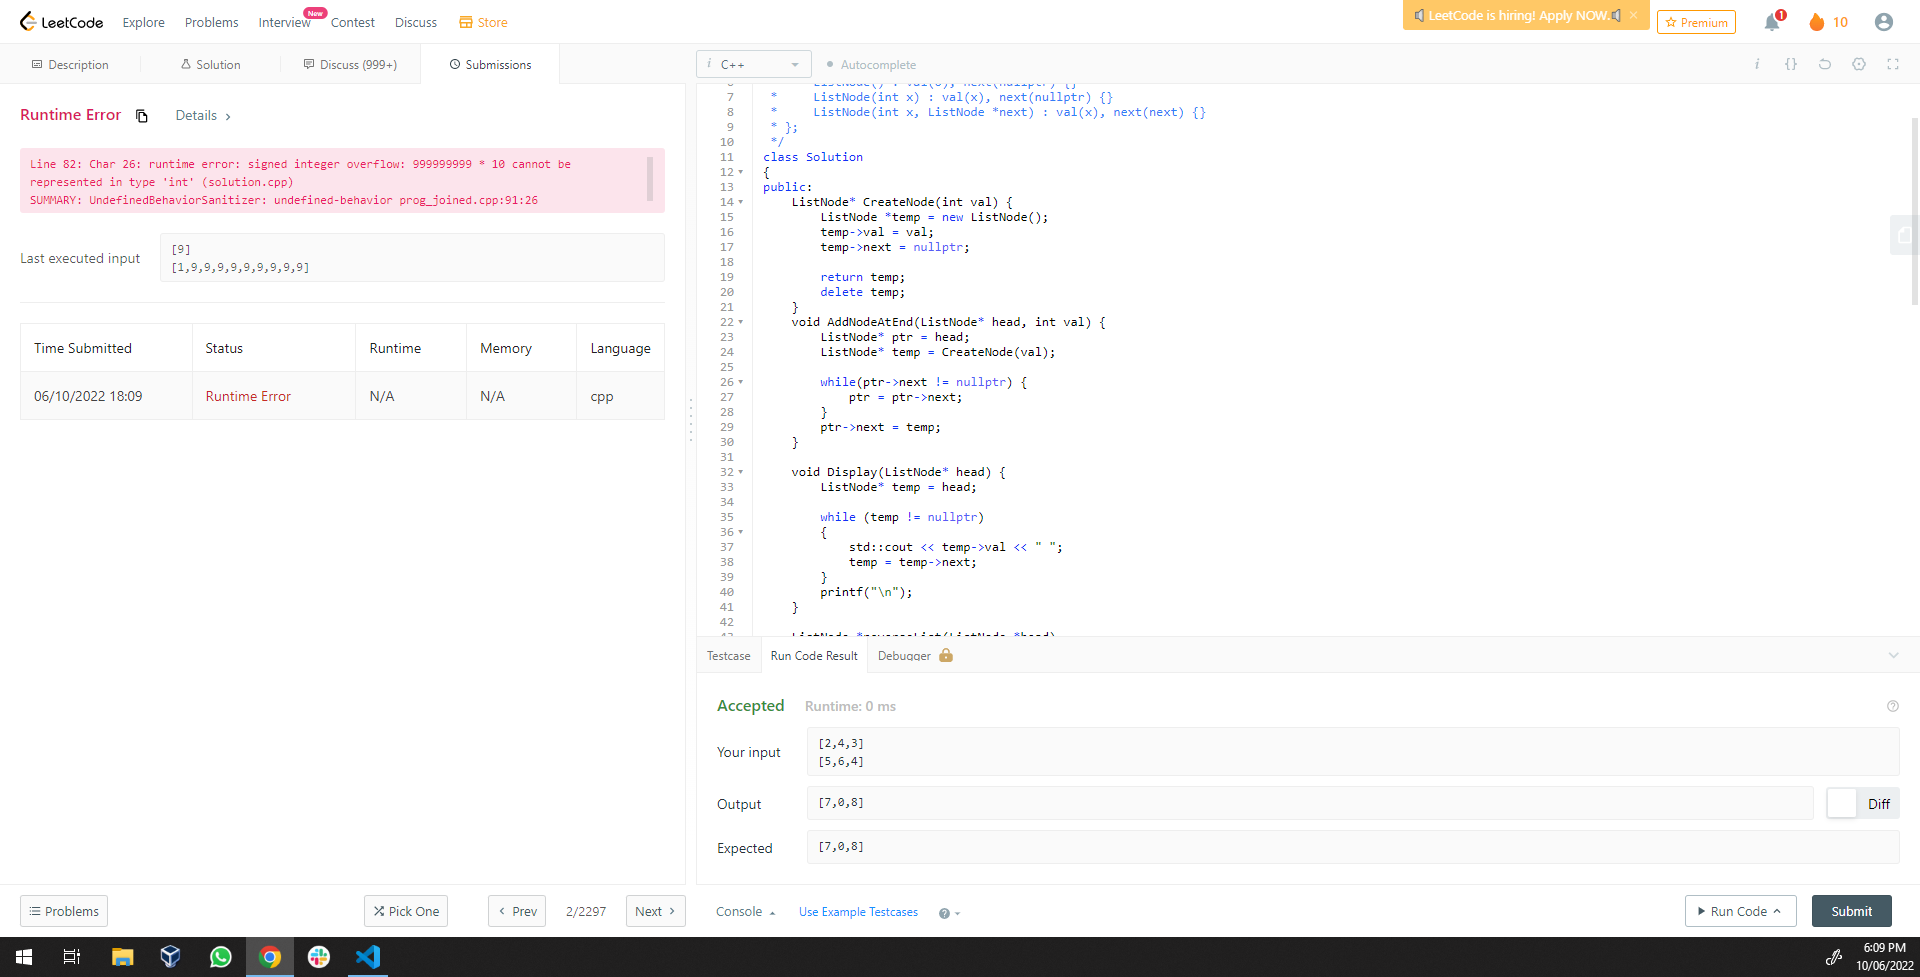 LeetCode Explore Problems Interview New Contest Discuss Store LeetCode is hiring! Apply NOW. × Premium 1 10
Description Solution Discuss (999+) Submissions
i C++ Autocomplete
Runtime Error Details >
Line 82: Char 26: runtime error: signed integer overflow: 999999999 * 10 cannot be
represented in type 'int' (solution.cpp)
SUMMARY: UndefinedBehaviorSanitizer: undefined-behavior prog_joined.cpp:91:26
Last executed input
[9]
[1,9,9,9,9,9,9,9,9,9]
Time Submitted Status Runtime Memory Language
06/10/2022 18:09 Runtime Error N/A N/A cpp
6 * ListNode() : val(0), next(nullptr) {}
7 * ListNode(int x) : val(x), next(nullptr) {}
8 * ListNode(int x, ListNode *next) : val(x), next(next) {}
9 * };
10 */
11 class Solution
12 {
13 public:
14 ListNode* CreateNode(int val) {
15 ListNode *temp = new ListNode();
16 temp->val = val;
17 temp->next = nullptr;
18
19 return temp;
20 delete temp;
21 }
22 void AddNodeAtEnd(ListNode* head, int val) {
23 ListNode* ptr = head;
24 ListNode* temp = CreateNode(val);
25
26 while(ptr->next != nullptr) {
27 ptr = ptr->next;
28 }
29 ptr->next = temp;
30 }
31
32 void Display(ListNode* head) {
33 ListNode* temp = head;
34
35 while (temp != nullptr)
36 {
37 std::cout << temp->val << " ";
38 temp = temp->next;
39 }
40 printf("\n");
41 }
42
43 ListNode *reverseList(ListNode *head)
Testcase Run Code Result Debugger
Accepted Runtime: 0 ms
Your input
[2,4,3]
[5,6,4]
Output [7,0,8] Diff
Expected [7,0,8]
Problems Pick One Prev 2/2297 Next Console Use Example Testcases Run Code Submit
6:09 PM
10/06/2022